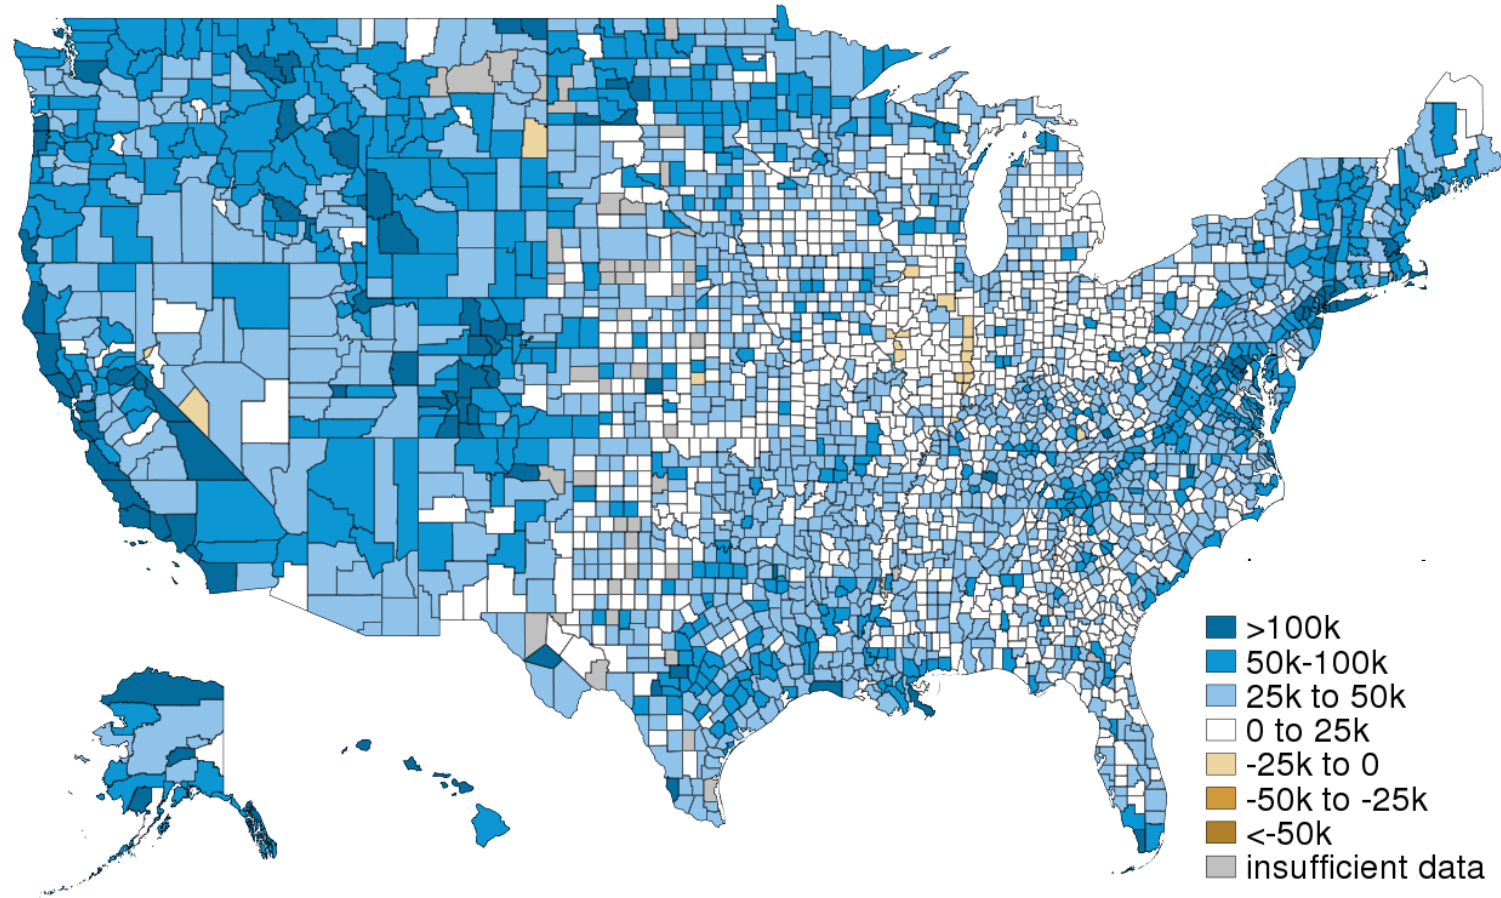 >100k
50k-100k
25k to 50k
0 to 25k
-25k to 0
-50k to -25k
<-50k
insufficient data